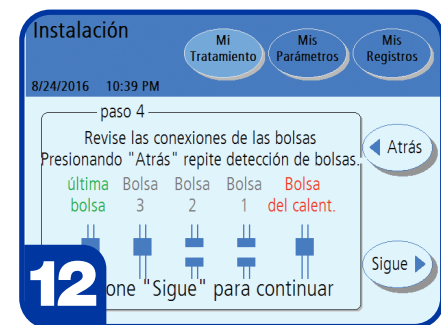 Instalación
Mi
Tratamiento
Mis
Parámetros
Mis
Registros
8/24/2016 10:39 PM
paso 4
Revise las conexiones de las bolsas
Presionando "Atrás" repite detección de bolsas.
Atrás
última Bolsa Bolsa Bolsa Bolsa
bolsa 3 2 1 del calent.
Sigue
12
one "Sigue" para continuar